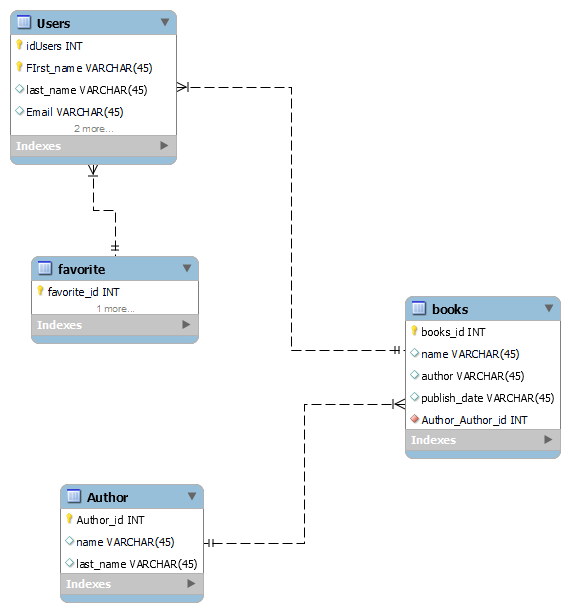 Users
idUsers INT
FIrst_name VARCHAR(45)
last_name VARCHAR(45)
Email VARCHAR(45)
2 more...
Indexes
favorite
favorite_id INT
1 more...
Indexes
books
books_id INT
name VARCHAR(45)
author VARCHAR(45)
publish_date VARCHAR(45)
Author_Author_id INT
Indexes
Author
Author_id INT
name VARCHAR(45)
last_name VARCHAR(45)
Indexes